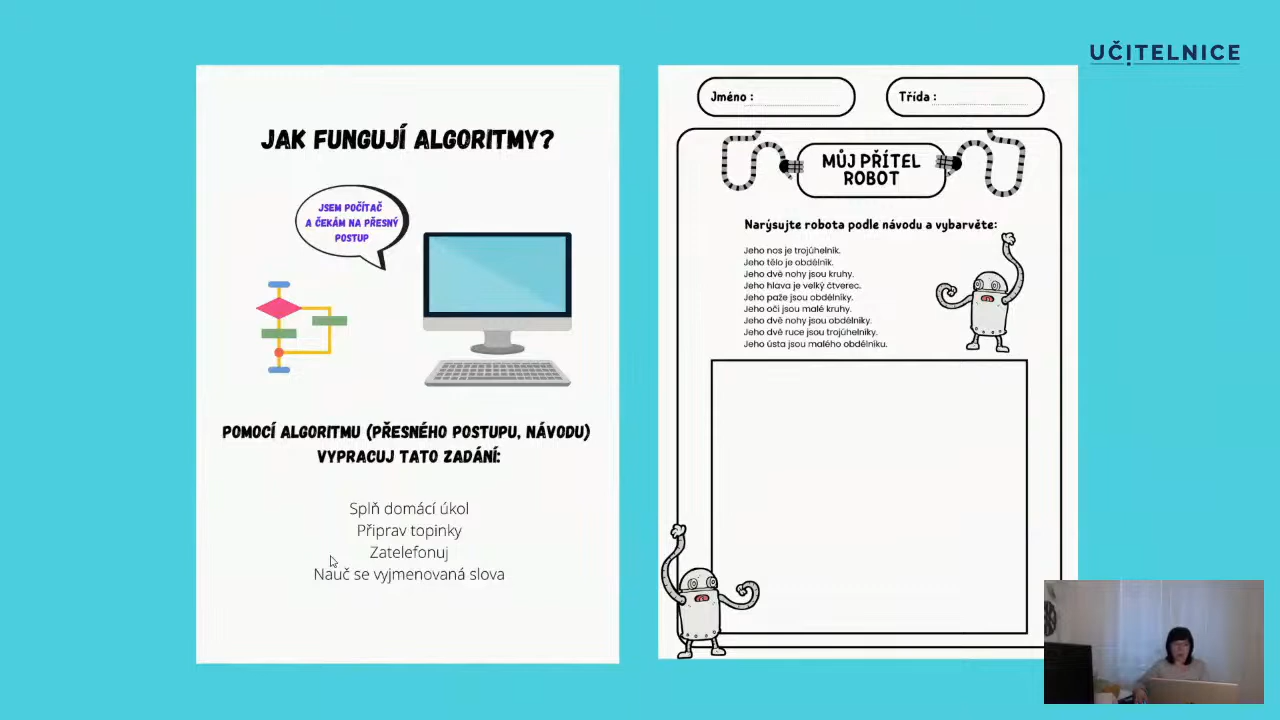 UČITELNICE
JAK FUNGUJÍ ALGORITMY?
JSEM POČÍTAČ
A ČEKÁM NA PŘESNÝ
POSTUP
POMOCÍ ALGORITMU (PŘESNÉHO POSTUPU, NÁVODU)
VYPRACUJ TATO ZADÁNÍ:
Splň domácí úkol
Připrav topinky
Zatelefonuj
Nauč se vyjmenovaná slova
Jméno :
Třída :
MŮJ PŘÍTEL
ROBOT
Narýsujte robota podle návodu a vybarvěte:
Jeho nos je trojúhelník.
Jeho tělo je obdélník.
Jeho dvě nohy jsou kruhy.
Jeho hlava je velký čtverec.
Jeho paže jsou obdélníky.
Jeho oči jsou malé kruhy.
Jeho dvě nohy jsou obdélníky.
Jeho dvě ruce jsou trojúhelníky.
Jeho ústa jsou malého obdélníku.